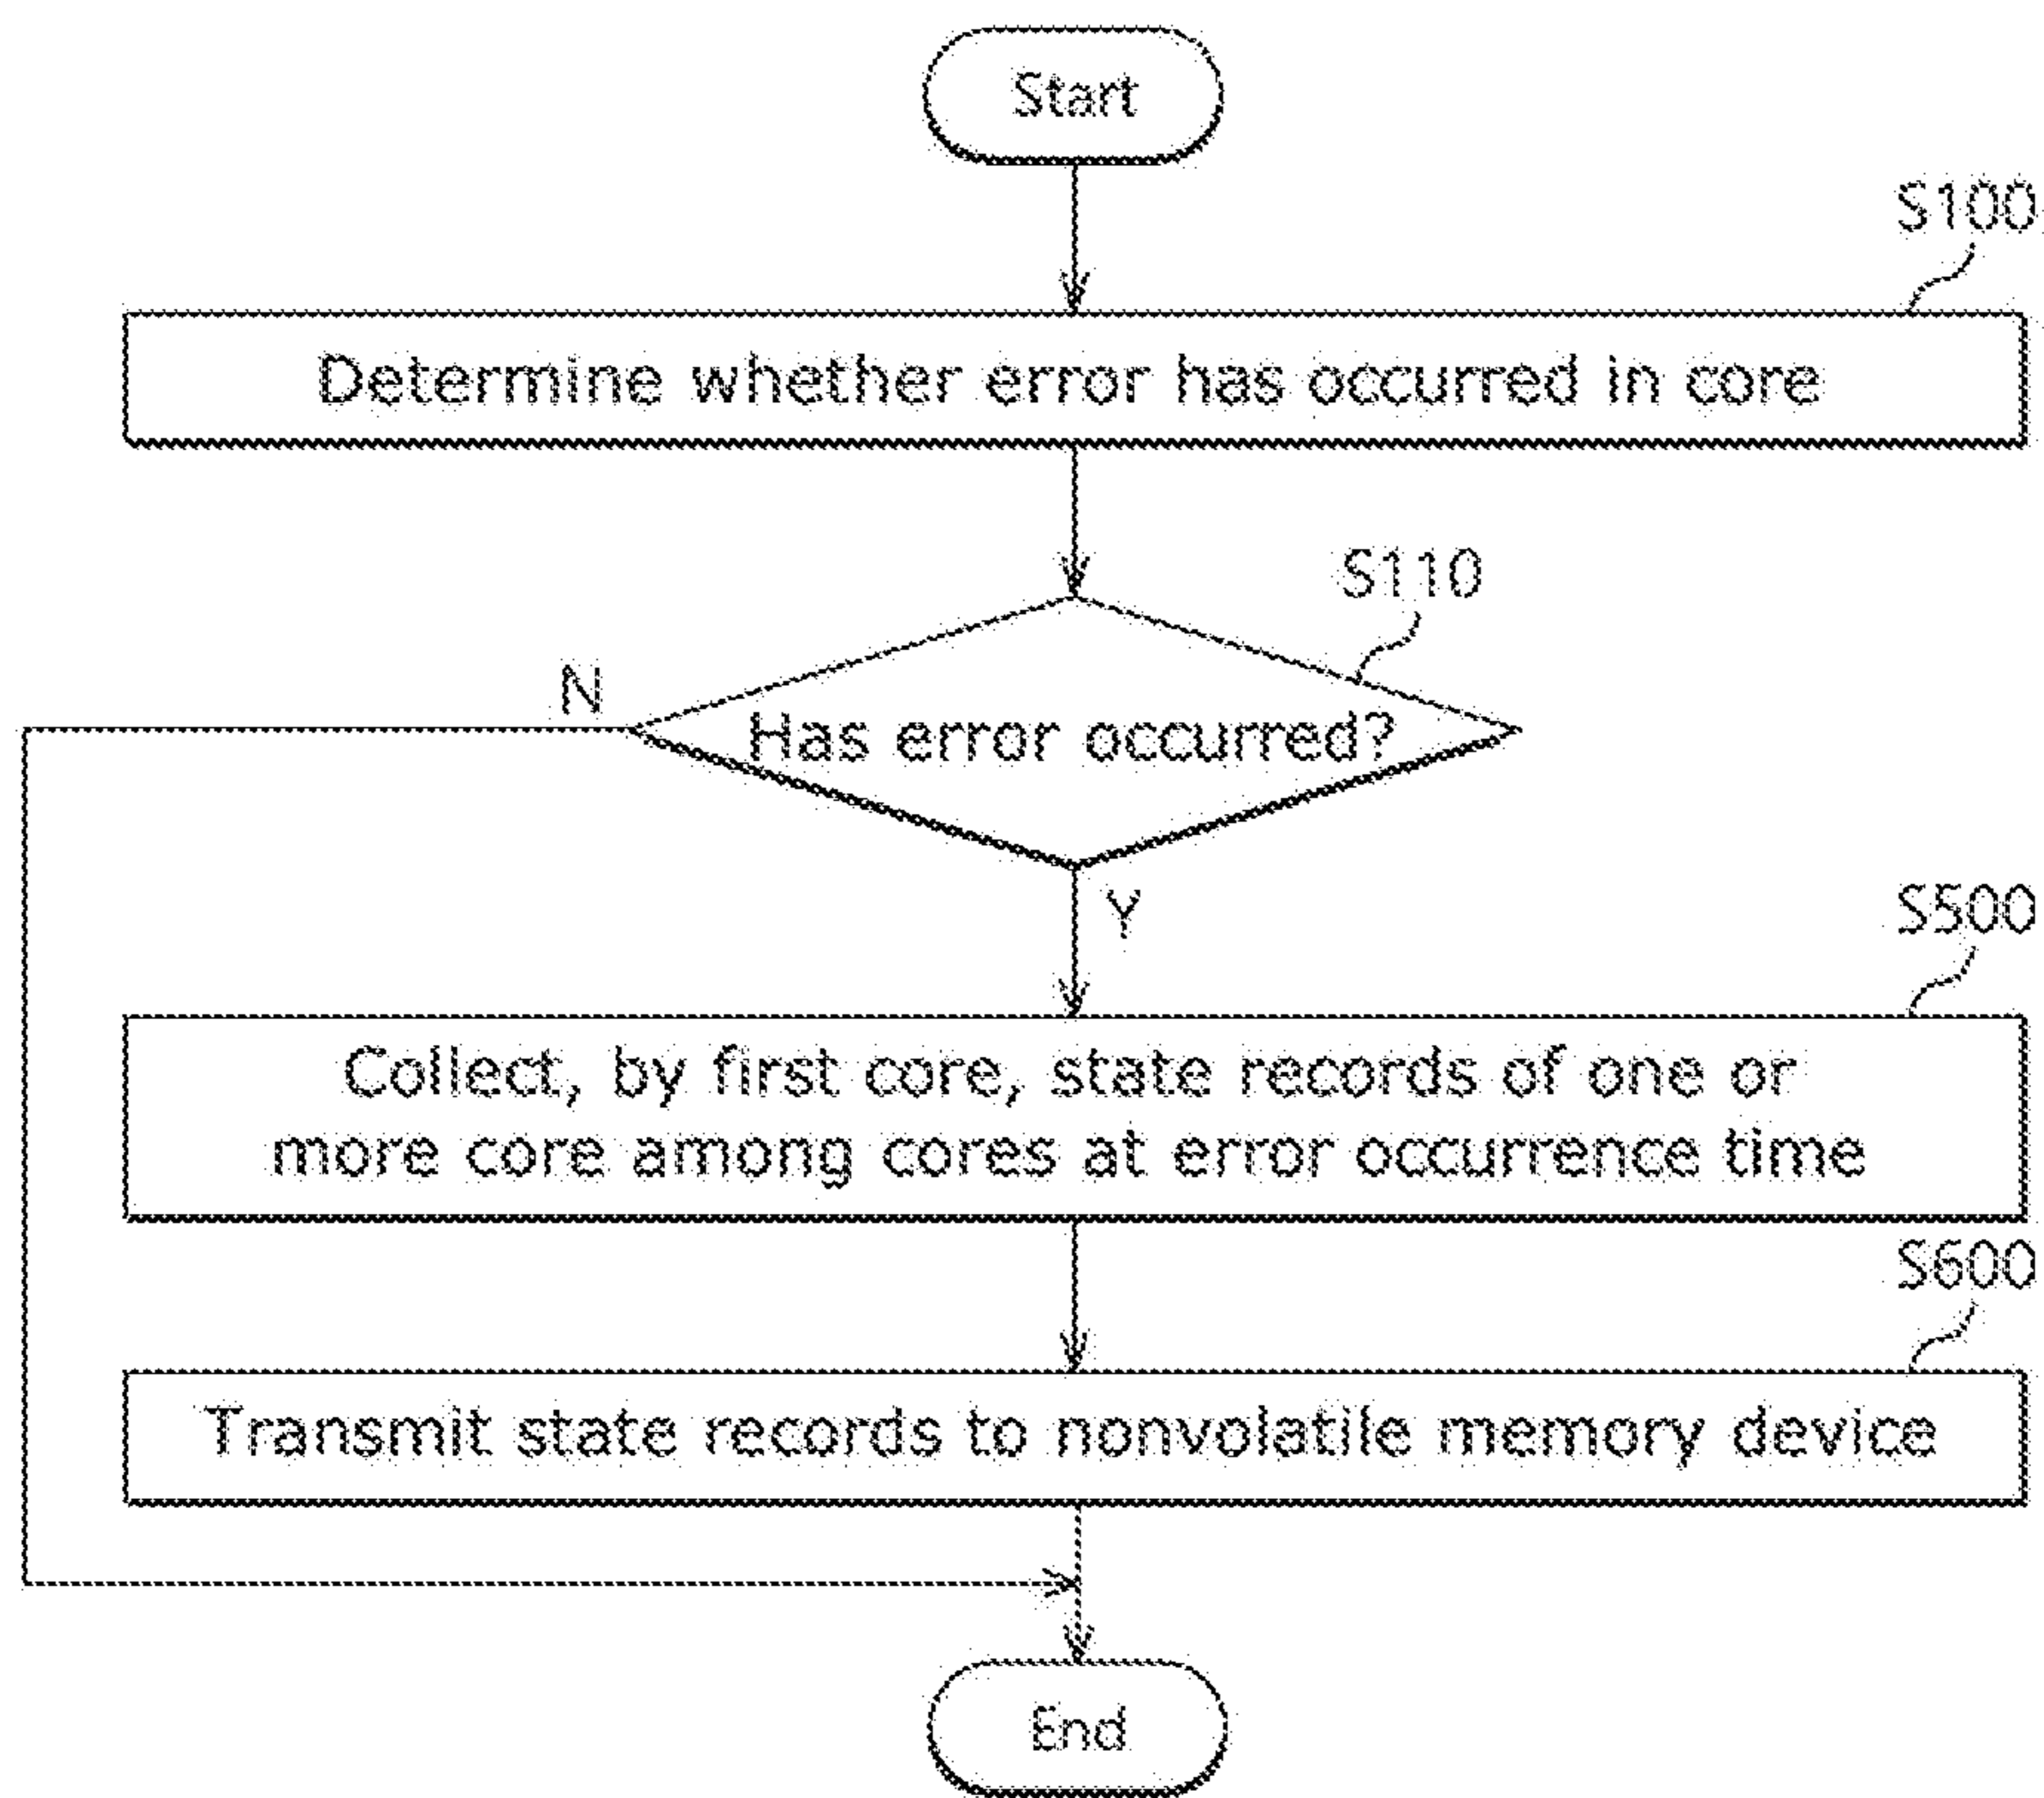 Start
S100
Determine whether error has occurred in core
S110
N
Has error occurred?
Y
S500
Collect, by first core, state records of one or
more core among cores at error occurrence time
S600
Transmit state records to nonvolatile memory device
End